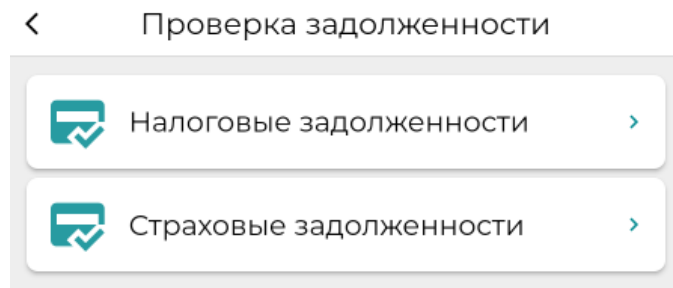 Проверка задолженности
Налоговые задолженности
Страховые задолженности